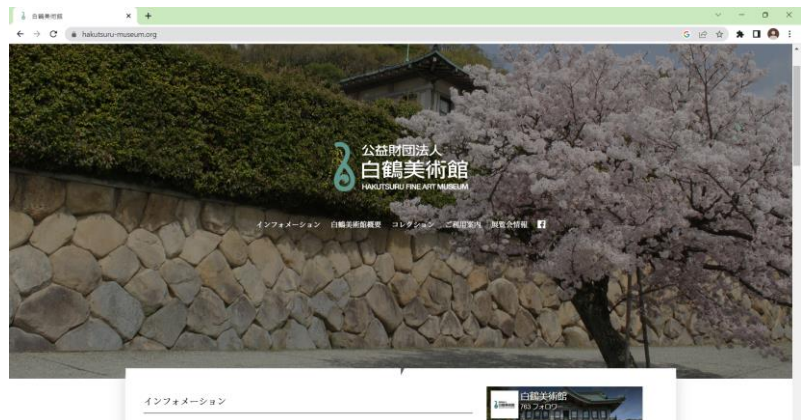 白鶴美術館
hakutsuru-museum.org
公益財団法人
白鶴美術館
HAKUTSURU FINE ART MUSEUM
インフォメーション 白鶴美術館概要 コレクション ご利用案内 展覧会情報
インフォメーション
白鶴美術館
763 フォロワー